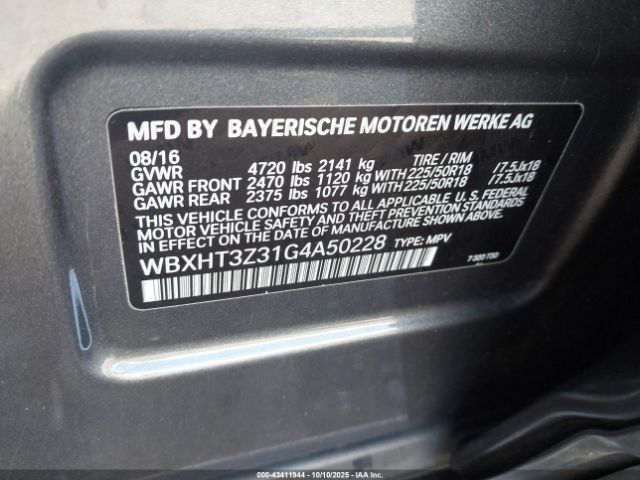 MFD BY BAYERISCHE MOTOREN WERKE AG
08/16 TIRE / RIM
GVWR 4720 lbs 2141 kg
GAWR FRONT 2470 lbs 1120 kg WITH 225/50R18 /7.5Jx18
GAWR REAR 2375 lbs 1077 kg WITH 225/50R18 /7.5Jx18
THIS VEHICLE CONFORMS TO ALL APPLICABLE U.S. FEDERAL
MOTOR VEHICLE SAFETY, BUMPER, AND THEFT PREVENTION
STANDARDS IN EFFECT ON THE DATE OF MANUFACTURE SHOWN ABOVE.
WBXHT3Z31G4A50228 TYPE: MPV
7 320 730
000-43411944 - 10/10/2025 - IAA Inc.